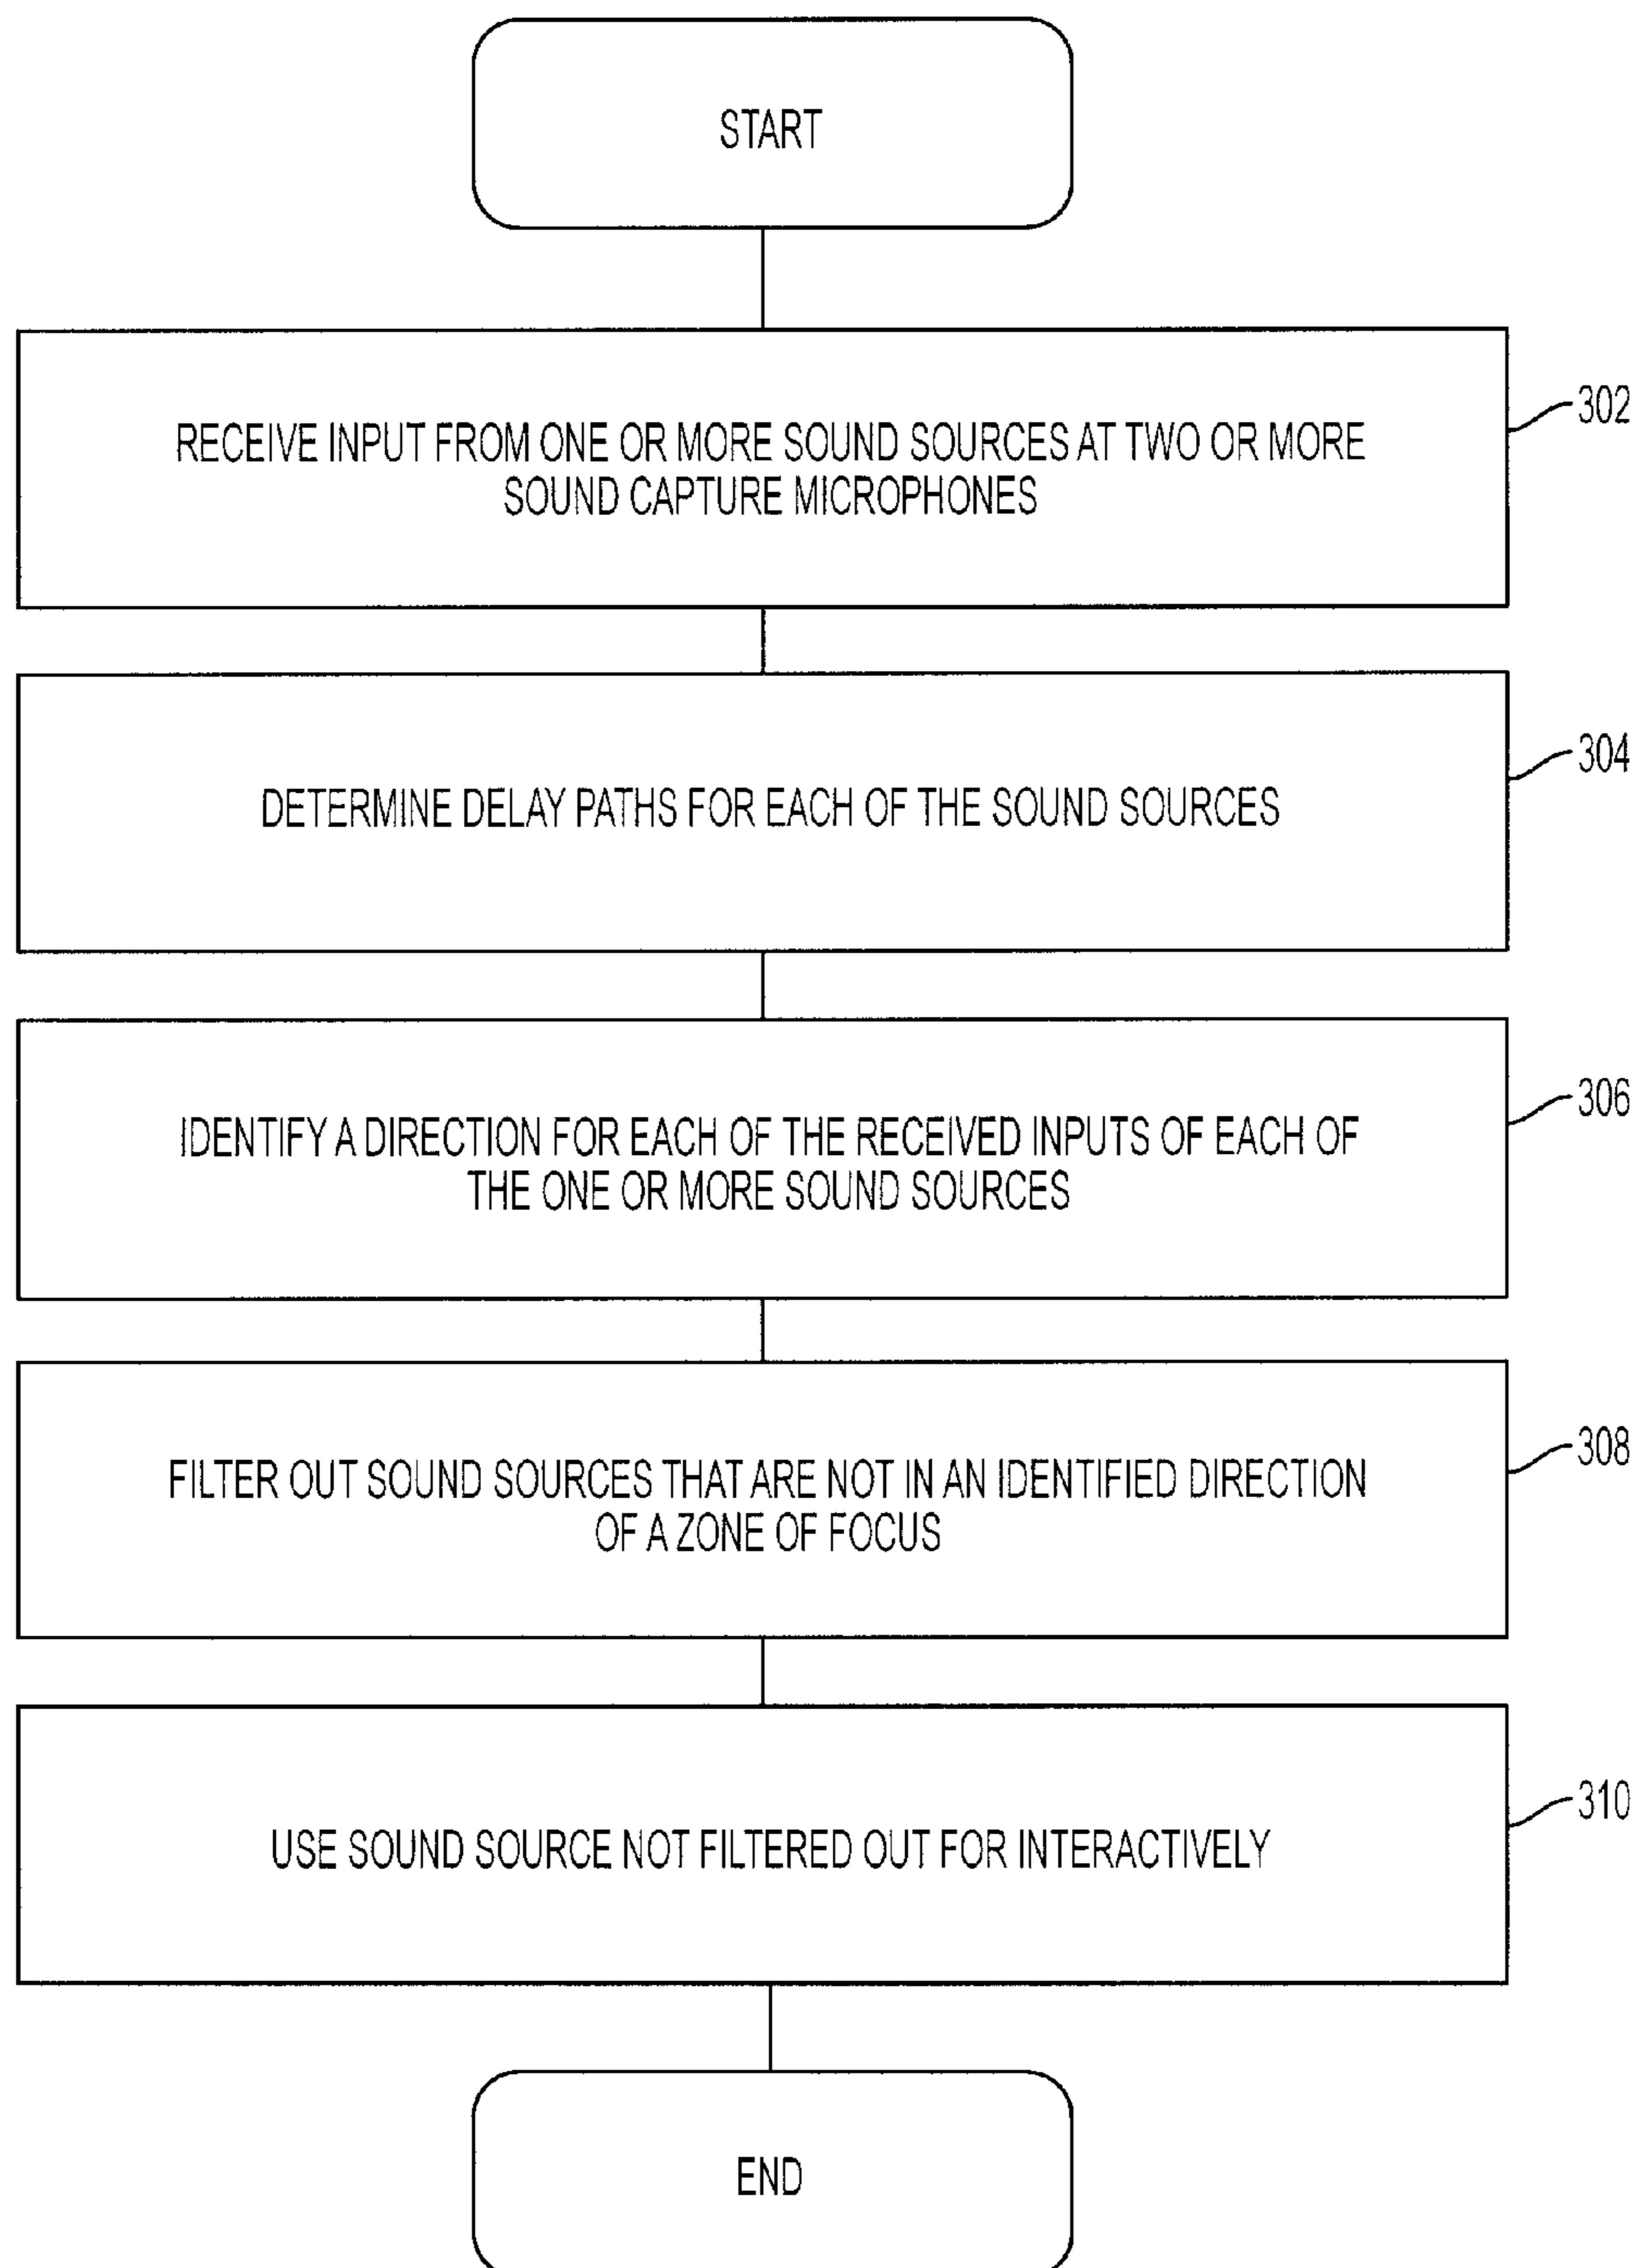 START
RECEIVE INPUT FROM ONE OR MORE SOUND SOURCES AT TWO OR MORE
SOUND CAPTURE MICROPHONES
302
DETERMINE DELAY PATHS FOR EACH OF THE SOUND SOURCES
304
IDENTIFY A DIRECTION FOR EACH OF THE RECEIVED INPUTS OF EACH OF
THE ONE OR MORE SOUND SOURCES
306
FILTER OUT SOUND SOURCES THAT ARE NOT IN AN IDENTIFIED DIRECTION
OF A ZONE OF FOCUS
308
USE SOUND SOURCE NOT FILTERED OUT FOR INTERACTIVELY
310
END